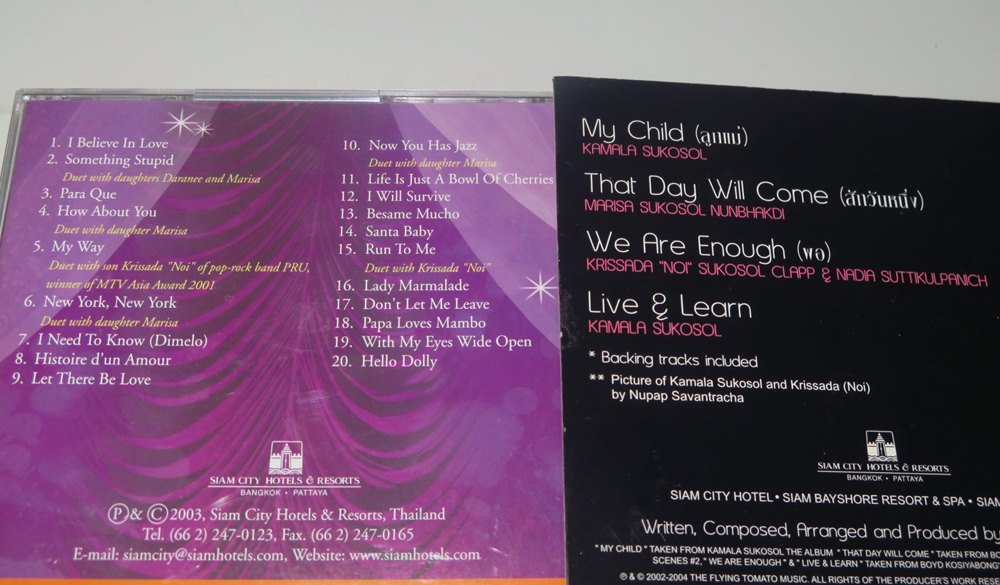 1. I Believe In Love
2. Something Stupid
Duet with daughters Daranee and Marisa
3. Para Que
4. How About You
Duet with daughter Marisa
5. My Way
Duet with son Krissada "Noi" of pop-rock band PRU,
winner of MTV Asia Award 2001
6. New York, New York
Duet with daughter Marisa
7. I Need To Know (Dimelo)
8. Histoire d'un Amour
9. Let There Be Love
10. Now You Has Jazz
Duet with daughter Marisa
11. Life Is Just A Bowl Of Cherries
12. I Will Survive
13. Besame Mucho
14. Santa Baby
15. Run To Me
Duet with Krissada "Noi"
16. Lady Marmalade
17. Don't Let Me Leave
18. Papa Loves Mambo
19. With My Eyes Wide Open
20. Hello Dolly
SIAM CITY HOTELS & RESORTS
BANGKOK • PATTAYA
Ⓟ& Ⓒ2003, Siam City Hotels & Resorts, Thailand
Tel. (66 2) 247-0123, Fax. (66 2) 247-0165
E-mail: siamcity@siamhotels.com, Website: www.siamhotels.com
My Child (ลูกแม่)
KAMALA SUKOSOL
That Day Will Come (สักวันหนึ่ง)
MARISA SUKOSOL NUNBHAKDI
We Are Enough (พอ)
KRISSADA "NOI" SUKOSOL CLAPP & NADIA SUTTIKULPANICH
Live & Learn
KAMALA SUKOSOL
* Backing tracks included
** Picture of Kamala Sukosol and Krissada (Noi)
by Nupap Savantracha
SIAM CITY HOTELS & RESORTS
BANGKOK • PATTAYA
SIAM CITY HOTEL • SIAM BAYSHORE RESORT & SPA • SIAM
Written, Composed, Arranged and Produced by
" MY CHILD " TAKEN FROM KAMALA SUKOSOL THE ALBUM " THAT DAY WILL COME " TAKEN FROM BO
SCENES #2, " WE ARE ENOUGH " & " LIVE & LEARN " TAKEN FROM BOYD KOSIYABONG
Ⓟ & © 2002-2004 THE FLYING TOMATO MUSIC. ALL RIGHTS OF THE PRODUCER'S WORK RE